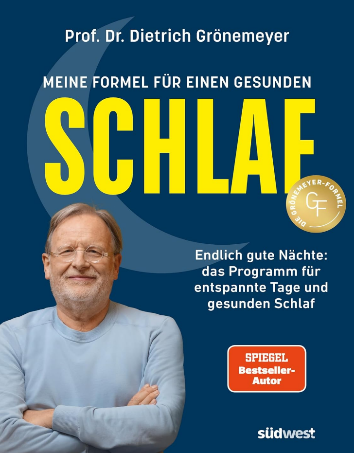 Prof. Dr. Dietrich Grönemeyer
MEINE FORMEL FÜR EINEN GESUNDEN
SCHLAF
DIE GRÖNEMEYER-FORMEL
GF
Endlich gute Nächte:
das Programm für
entspannte Tage und
gesunden Schlaf
SPIEGEL
Bestseller-
Autor
südwest